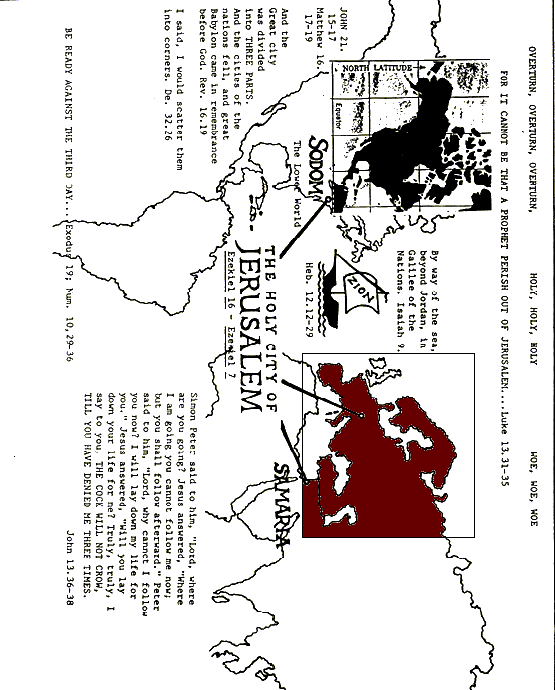 OVERTURN, OVERTURN, OVERTURN, HOLY, HOLY, HOLY WOE, WOE, WOE
FOR IT CANNOT BE THAT A PROPHET PERISH OUT OF JERUSALEM....Luke 13.31-35
NORTH LATITUDE
Equator
JOHN 21.
15-17
Matthew 16.
17-19
SODOM
The Lower World
By way of the sea,
beyond Jordan, in
Galilee of the
Nations. Isaiah 9.
ZION
Heb. 12.12-29
And the
Great city
was divided
into THREE PARTS.
And the cities of the
nations fell, and great
Babylon came in remembrance
before God. Rev. 16.19
I said, I would scatter them
into corners. De. 32.26
THE HOLY CITY OF
JERUSALEM
Ezekiel 16 - Ezekiel 7
SAMARIA
Simon Peter said to him, "Lord, where
are you going? Jesus answered, "Where
I am going you cannot follow me now;
but you shall follow afterward." Peter
said to him, "Lord, why cannot I follow
you now? I will lay down my life for
you." Jesus answered, "Will you lay
down your life for me? Truly, truly, I
say to you, THE COCK WILL NOT CROW,
TILL YOU HAVE DENIED ME THREE TIMES.
John 13.36-38
BE READY AGAINST THE THIRD DAY....Exodus 19; Num. 10,29-36